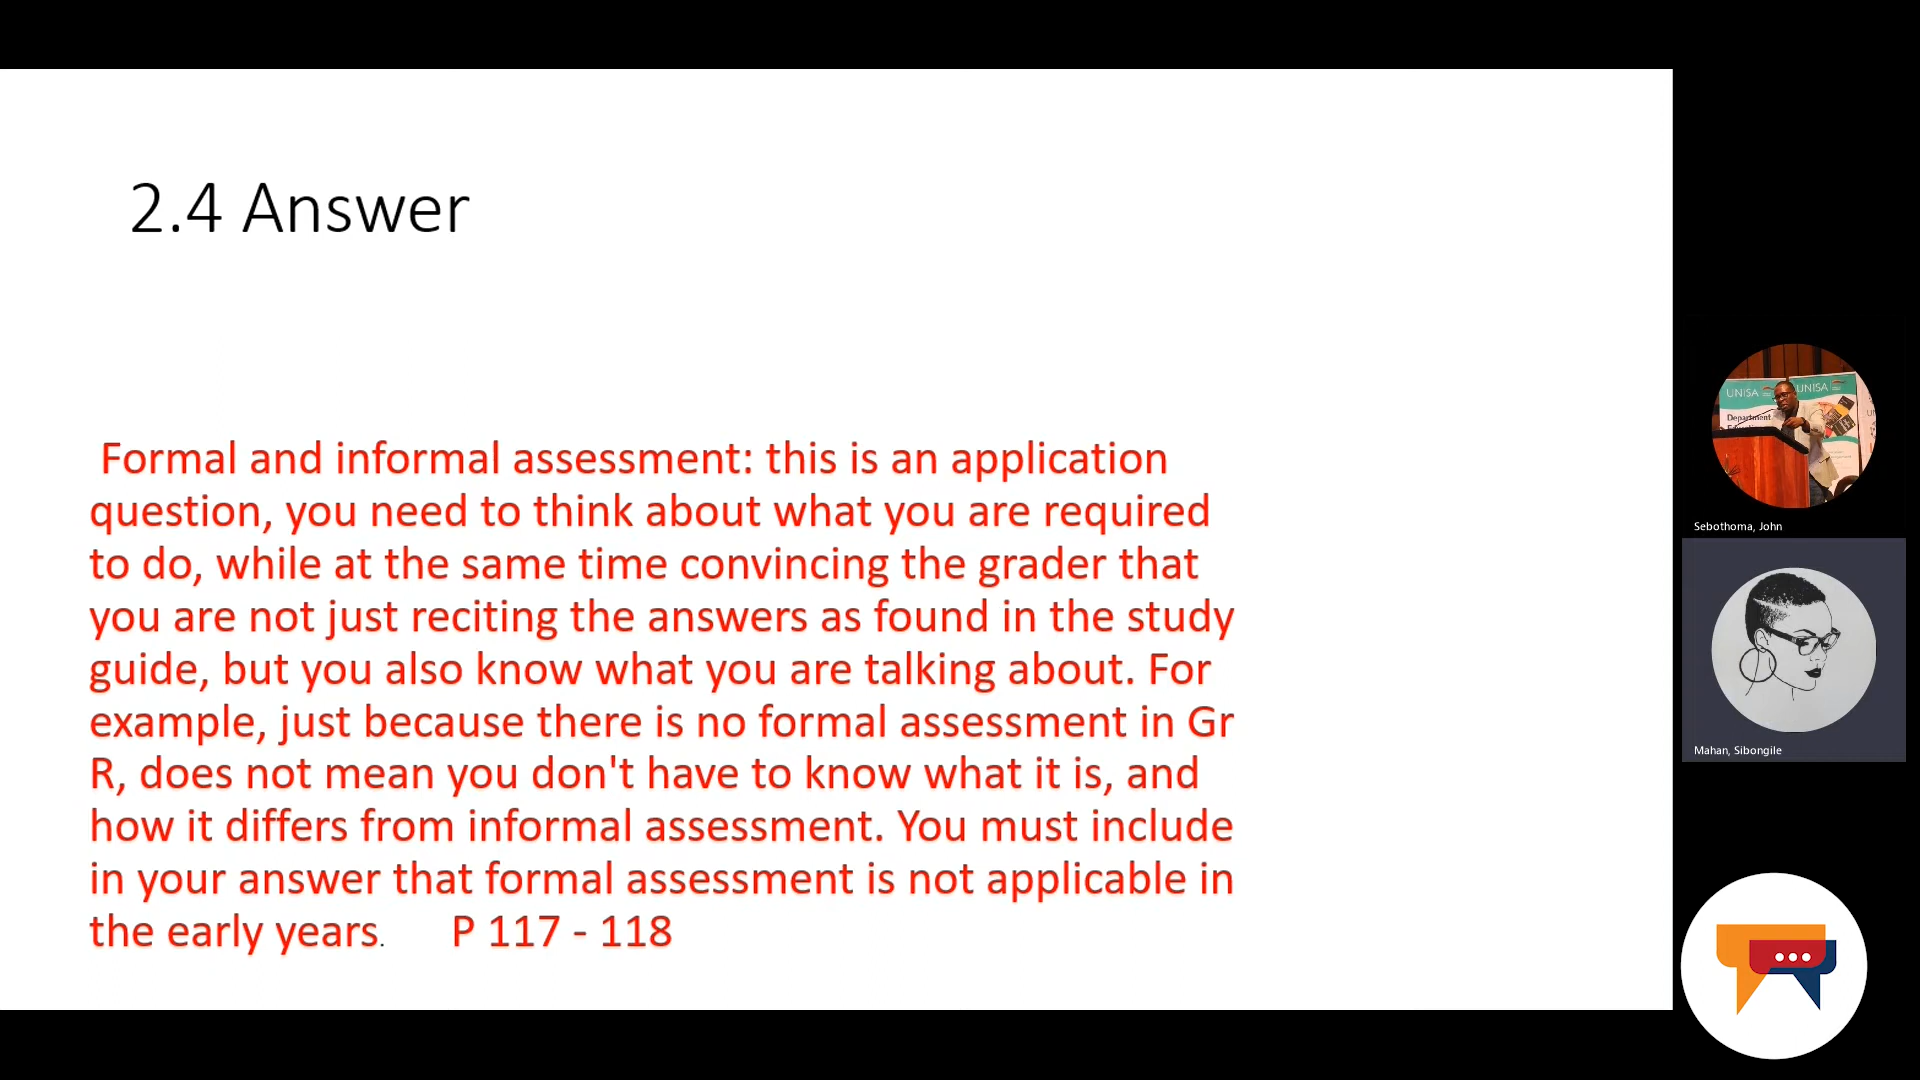 2.4 Answer
Formal and informal assessment: this is an application
question, you need to think about what you are required
to do, while at the same time convincing the grader that
you are not just reciting the answers as found in the study
guide, but you also know what you are talking about. For
example, just because there is no formal assessment in Gr
R, does not mean you don't have to know what it is, and
how it differs from informal assessment. You must include
in your answer that formal assessment is not applicable in
the early years. P 117 - 118
UNISA
UNISA
Department
Sebothoma, John
Mahan, Sibongile